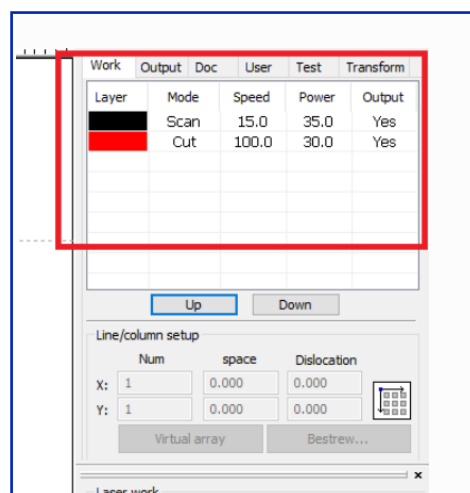 Work Output Doc User Test Transform
Layer Mode Speed Power Output
Scan 15.0 35.0 Yes
Cut 100.0 30.0 Yes
Up Down
Line/column setup
Num space Dislocation
X: 1 0.000 0.000
Y: 1 0.000 0.000
Virtual array Bestrew...
Laser work